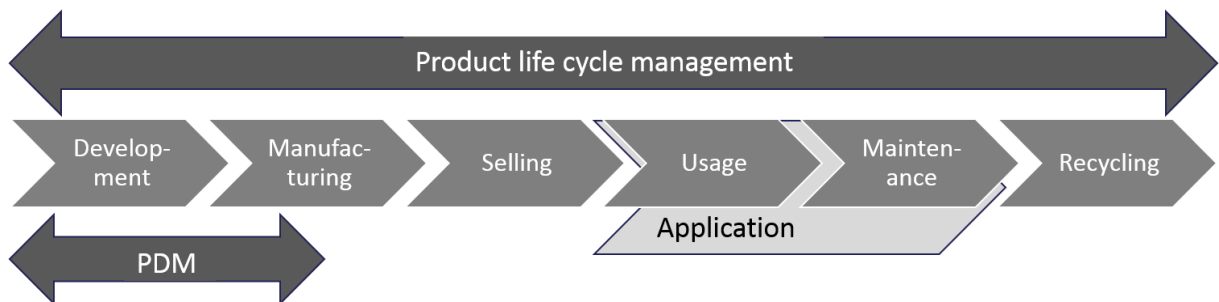 Product life cycle management
Develop-
ment
Manufac-
turing
Selling
Usage
Mainten-
ance
Recycling
Application
PDM